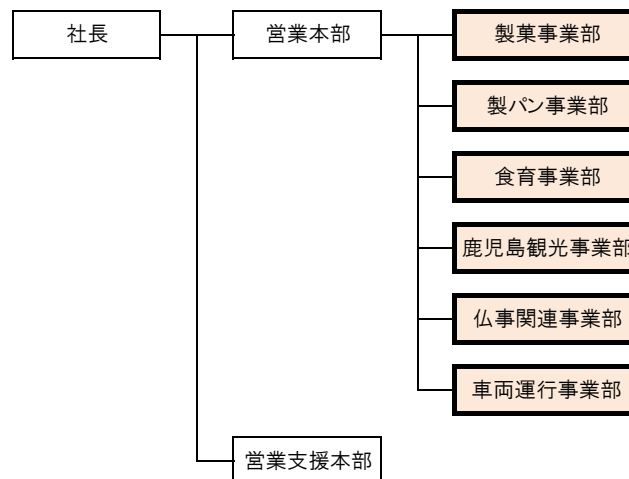 社長
営業本部
製菓事業部
製パン事業部
食育事業部
鹿児島観光事業部
仏事関連事業部
車両運行事業部
営業支援本部